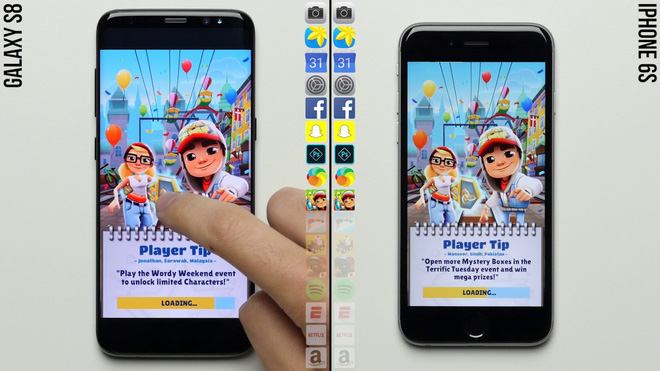 GALAXY S8
Player Tip
- Jonathan, Sarawak, Malaysia -
"Play the Wordy Weekend event
to unlock limited Characters!"
LOADING...
31
31
Ps
Ps
NETFLIX
NETFLIX
IPHONE 6S
Player Tip
- Manzoor, Sindh, Pakistan -
"Open more Mystery Boxes in the
Terrific Tuesday event and win
mega prizes!"
LOADING...